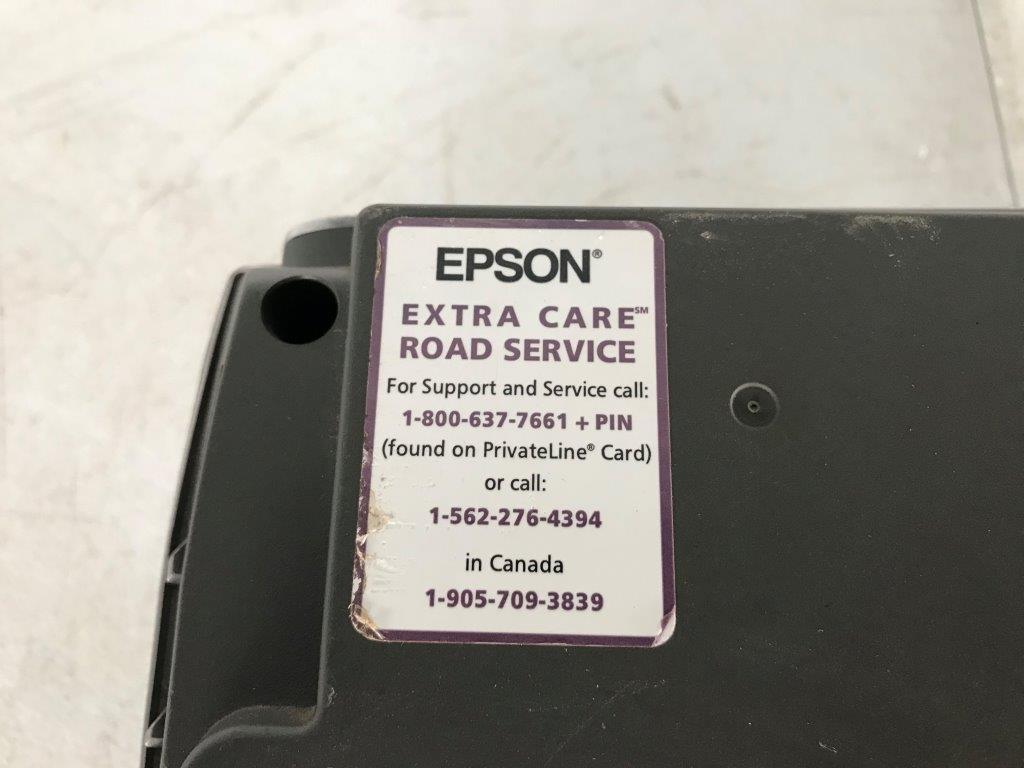 EPSON®
EXTRA CARE℠
ROAD SERVICE
For Support and Service call:
1-800-637-7661 + PIN
(found on PrivateLine® Card)
or call:
1-562-276-4394
in Canada
1-905-709-3839